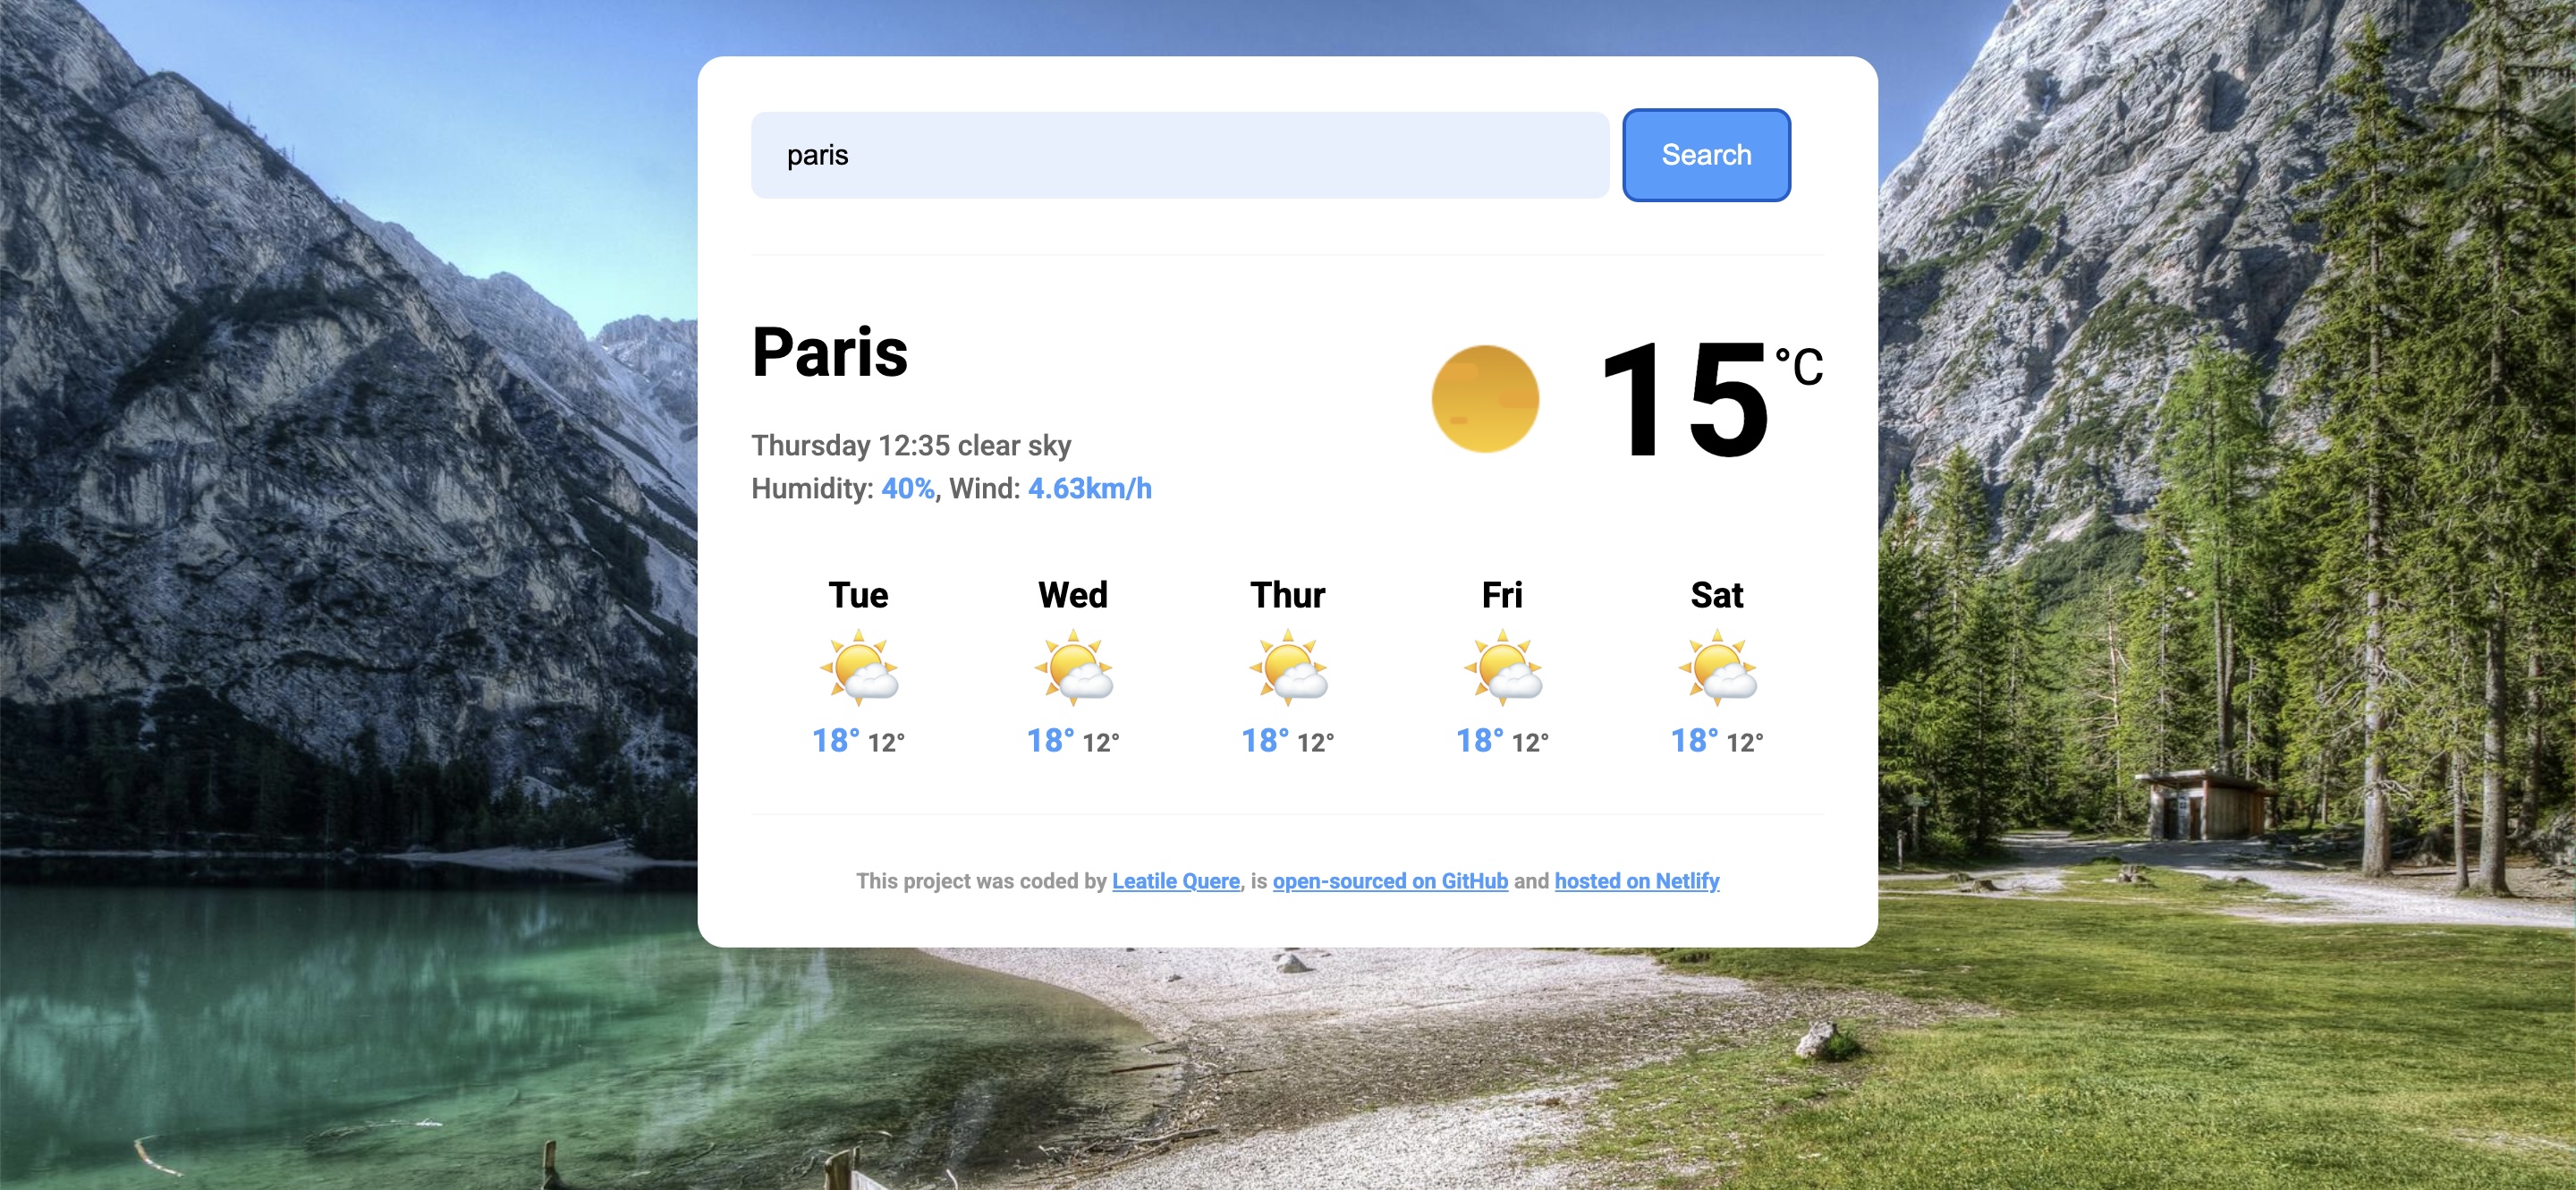 paris
Search
Paris
15°C
Thursday 12:35 clear sky
Humidity: 40%, Wind: 4.63km/h
Tue Wed Thur Fri Sat
18° 12° 18° 12° 18° 12° 18° 12° 18° 12°
This project was coded by Leatile Quere, is open-sourced on GitHub and hosted on Netlify